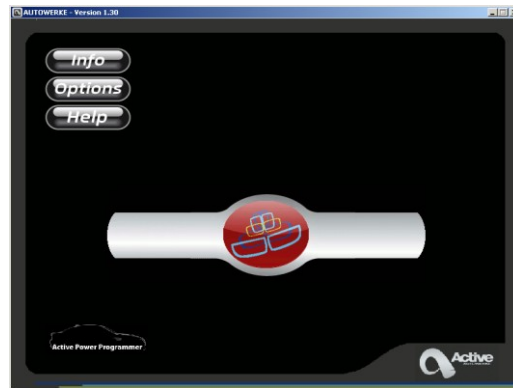 AUTOWERKE - Version 1.30
Info
Options
Help
Active Power Programmer
Active